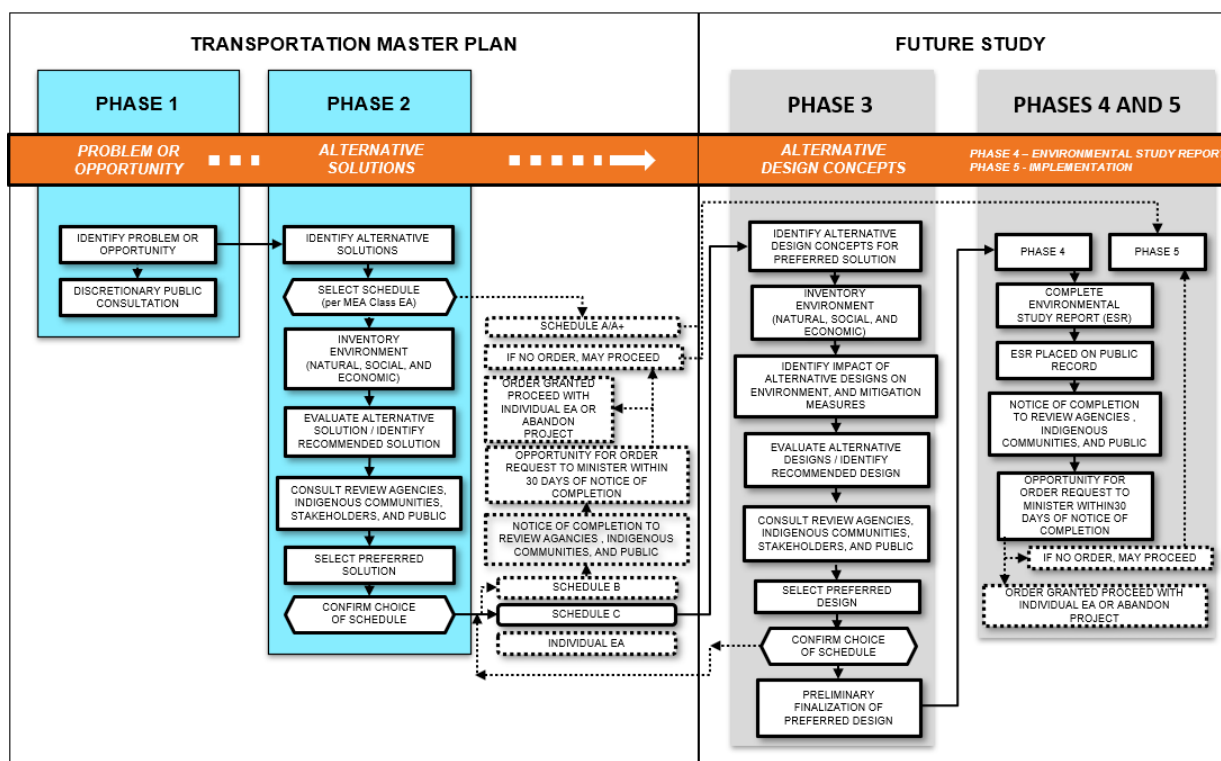 TRANSPORTATION MASTER PLAN
FUTURE STUDY
PHASE 1
PHASE 2
PHASE 3
PHASES 4 AND 5
PROBLEM OR
OPPORTUNITY
ALTERNATIVE
SOLUTIONS
ALTERNATIVE
DESIGN CONCEPTS
PHASE 4 – ENVIRONMENTAL STUDY REPORT
PHASE 5 - IMPLEMENTATION
IDENTIFY PROBLEM OR
OPPORTUNITY
DISCRETIONARY PUBLIC
CONSULTATION
IDENTIFY ALTERNATIVE
SOLUTIONS
SELECT SCHEDULE
(per MEA Class EA)
INVENTORY
ENVIRONMENT
(NATURAL, SOCIAL, AND
ECONOMIC)
EVALUATE ALTERNATIVE
SOLUTION / IDENTIFY
RECOMMENDED SOLUTION
CONSULT REVIEW AGENCIES,
INDIGENOUS COMMUNITIES,
STAKEHOLDERS, AND PUBLIC
SELECT PREFERRED
SOLUTION
CONFIRM CHOICE
OF SCHEDULE
SCHEDULE A/A+
IF NO ORDER, MAY PROCEED
ORDER GRANTED
PROCEED WITH
INDIVIDUAL EA OR
ABANDON
PROJECT
OPPORTUNITY FOR ORDER
REQUEST TO MINISTER WITHIN
30 DAYS OF NOTICE OF
COMPLETION
NOTICE OF COMPLETION TO
REVIEW AGANCIES , INDIGENOUS
COMMUNITIES, AND PUBLIC
SCHEDULE B
SCHEDULE C
INDIVIDUAL EA
IDENTIFY ALTERNATIVE
DESIGN CONCEPTS FOR
PREFERRED SOLUTION
INVENTORY
ENVIRONMENT
(NATURAL, SOCIAL, AND
ECONOMIC)
IDENTIFY IMPACT OF
ALTERNATIVE DESIGNS ON
ENVIRONMENT, AND MITIGATION
MEASURES
EVALUATE ALTERNATIVE
DESIGNS / IDENTIFY
RECOMMENDED DESIGN
CONSULT REVIEW AGENCIES,
INDIGENOUS COMMUNITIES,
STAKEHOLDERS, AND PUBLIC
SELECT PREFERRED
DESIGN
CONFIRM CHOICE
OF SCHEDULE
PRELIMINARY
FINALIZATION OF
PREFERRED DESIGN
PHASE 4
PHASE 5
COMPLETE
ENVIRONMENTAL
STUDY REPORT (ESR)
ESR PLACED ON PUBLIC
RECORD
NOTICE OF COMPLETION
TO REVIEW AGENCIES ,
INDIGENOUS
COMMUNITIES, AND PUBLIC
OPPORTUNITY FOR
ORDER REQUEST TO
MINISTER WITHIN30
DAYS OF NOTICE OF
COMPLETION
IF NO ORDER, MAY PROCEED
ORDER GRANTED PROCEED WITH
INDIVIDUAL EA OR ABANDON
PROJECT